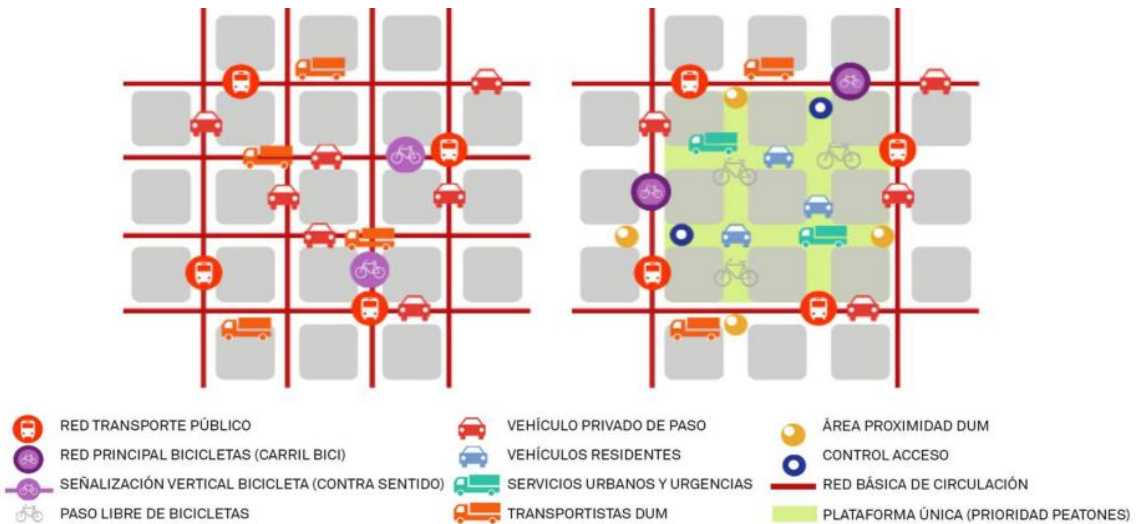 RED TRANSPORTE PÚBLICO
RED PRINCIPAL BICICLETAS (CARRIL BICI)
SEÑALIZACIÓN VERTICAL BICICLETA (CONTRA SENTIDO)
PASO LIBRE DE BICICLETAS
VEHÍCULO PRIVADO DE PASO
VEHÍCULOS RESIDENTES
SERVICIOS URBANOS Y URGENCIAS
TRANSPORTISTAS DUM
ÁREA PROXIMIDAD DUM
CONTROL ACCESO
RED BÁSICA DE CIRCULACIÓN
PLATAFORMA ÚNICA (PRIORIDAD PEATONES)